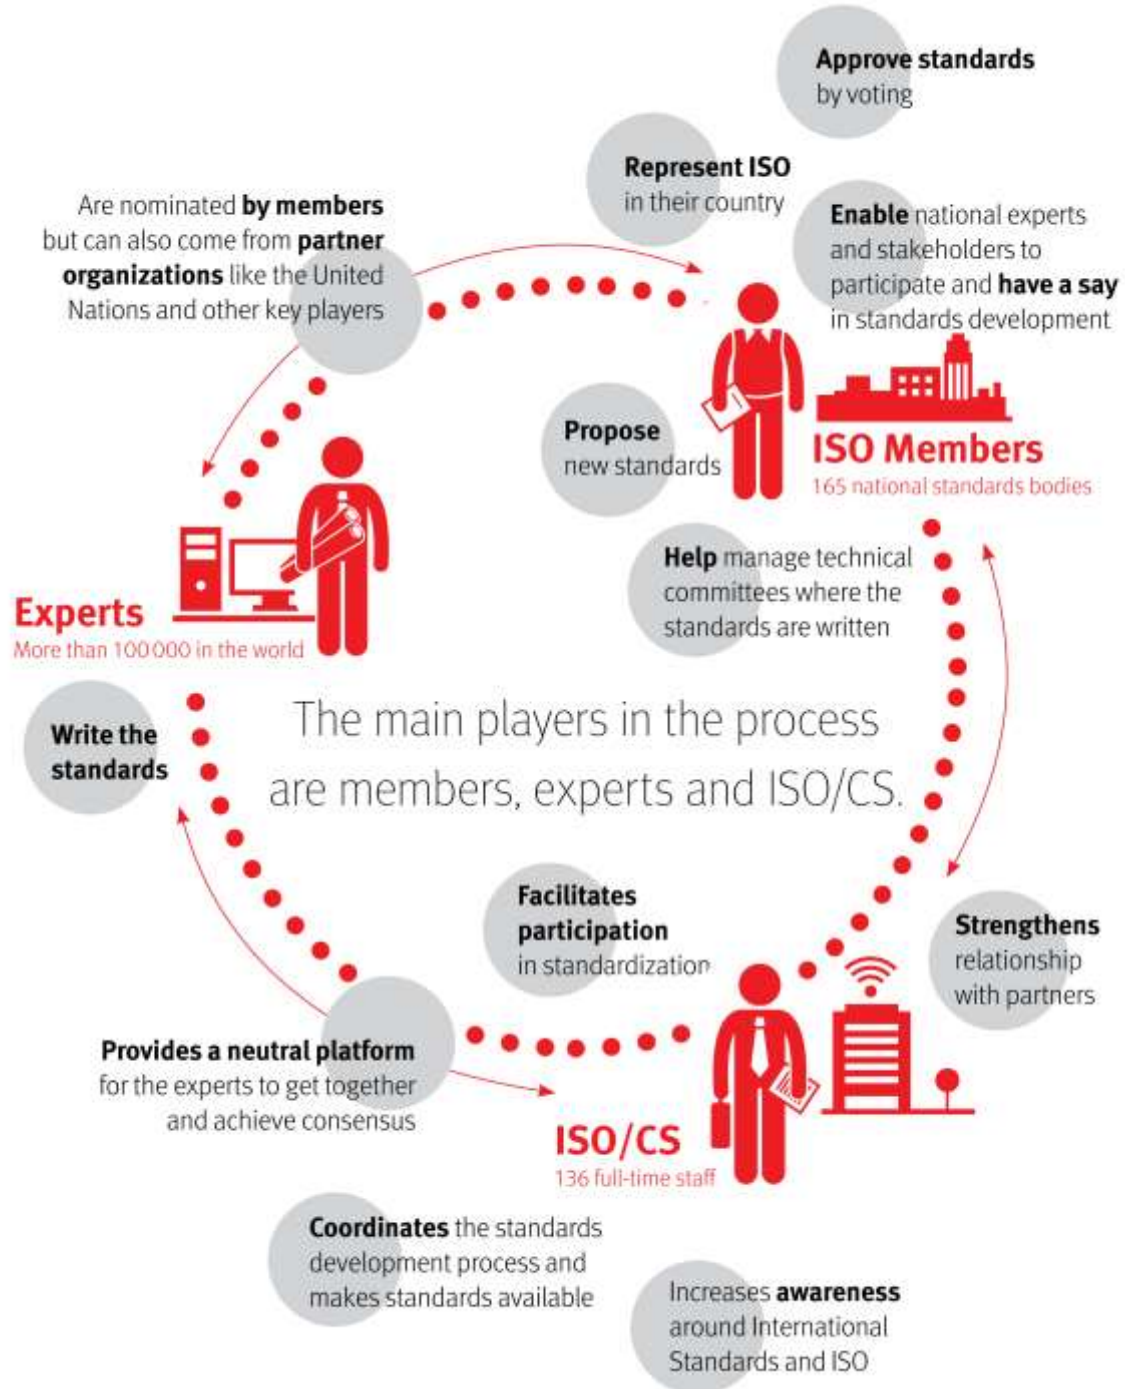 Approve standards
by voting
Represent ISO
in their country
Are nominated by members
but can also come from partner
organizations like the United
Nations and other key players
Enable national experts
and stakeholders to
participate and have a say
in standards development
Propose
new standards
ISO Members
165 national standards bodies
Help manage technical
committees where the
standards are written
Experts
More than 100 000 in the world
Write the
standards
The main players in the process
are members, experts and ISO/CS.
Facilitates
participation
in standardization
Strengthens
relationship
with partners
Provides a neutral platform
for the experts to get together
and achieve consensus
ISO/CS
136 full-time staff
Coordinates the standards
development process and
makes standards available
Increases awareness
around International
Standards and ISO